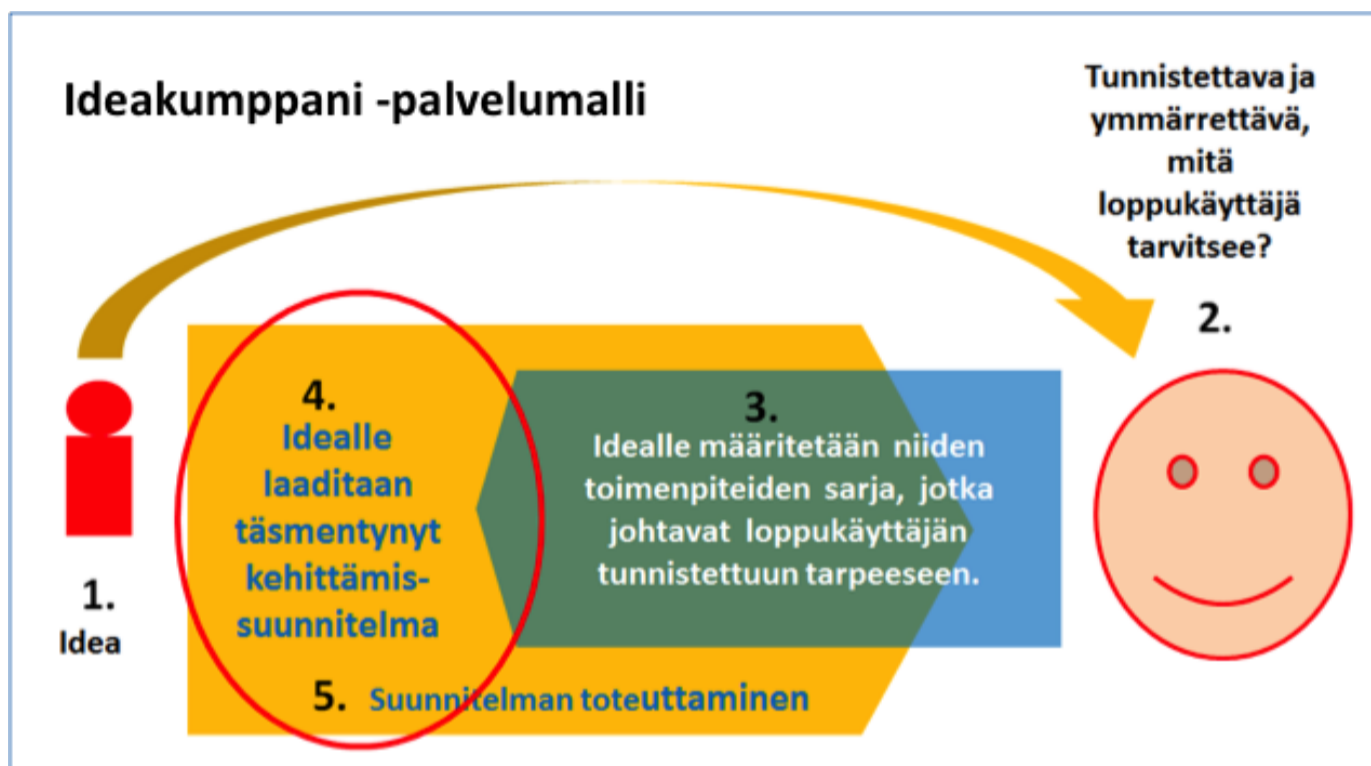 Ideakumppani -palvelumalli
Tunnistettava ja
ymmärrettävä,
mitä
loppukäyttäjä
tarvitsee?
2.
1.
Idea
4.
Idealle
laaditaan
täsmentynyt
kehittämis-
suunnitelma
3.
Idealle määritetään niiden
toimenpiteiden sarja, jotka
johtavat loppukäyttäjän
tunnistettuun tarpeeseen.
5. Suunnitelman toteuttaminen